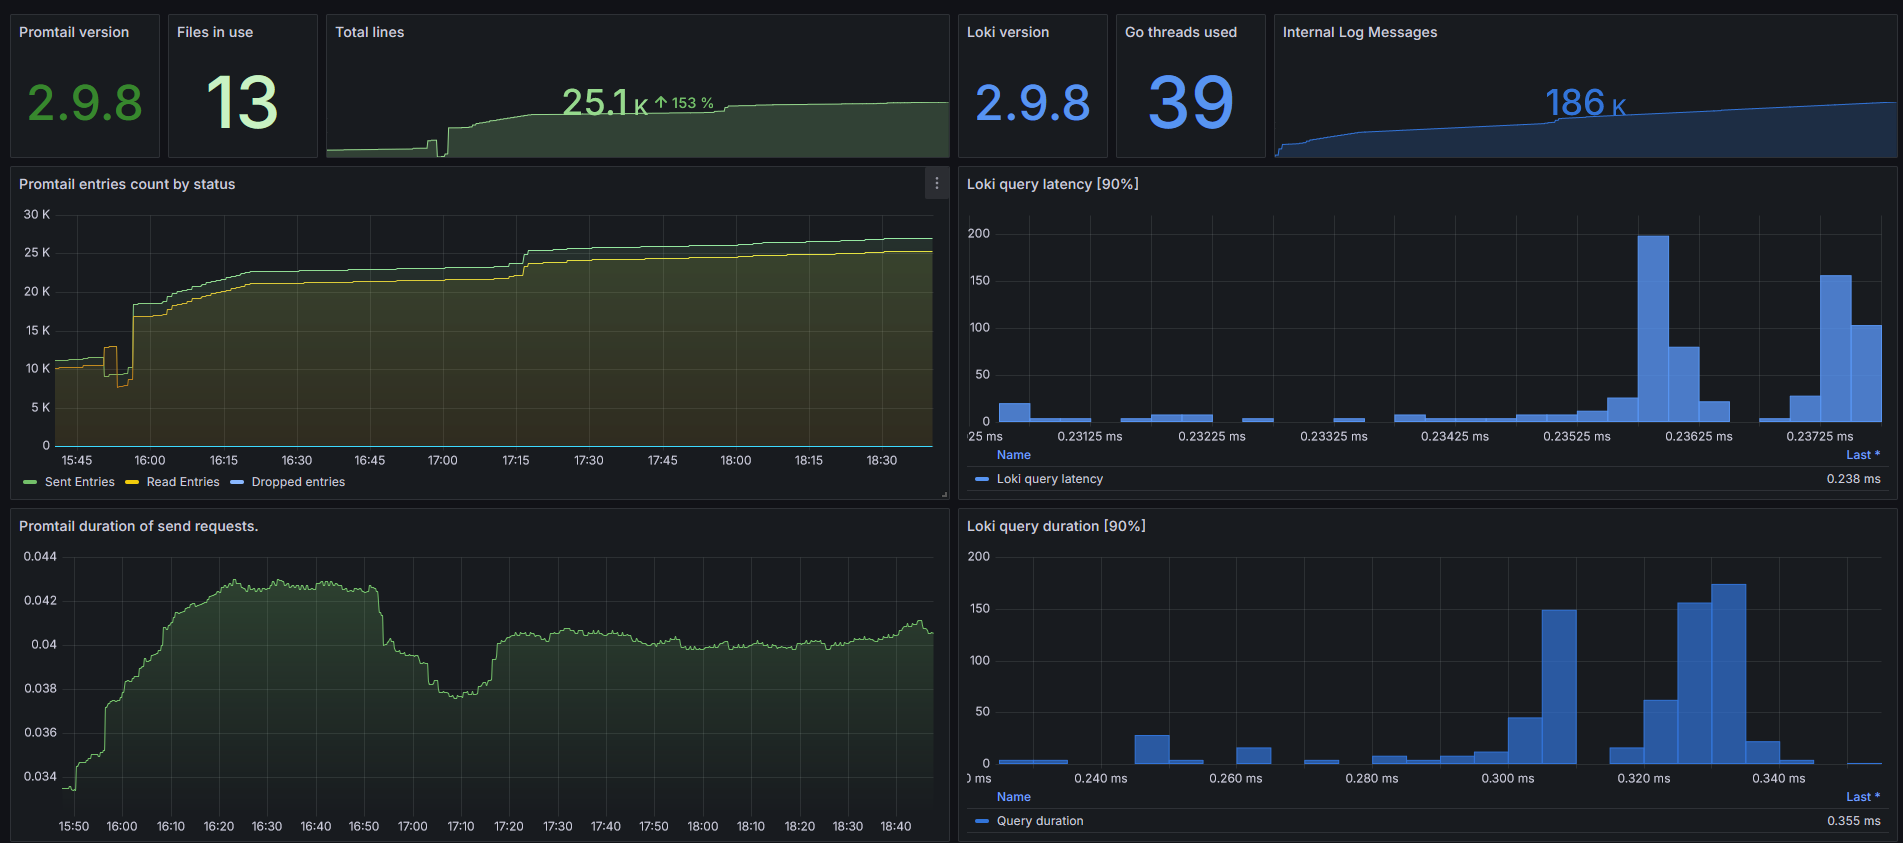 Promtail version
2.9.8
Files in use
13
Total lines
25.1 K ↑ 153 %
Loki version
2.9.8
Go threads used
39
Internal Log Messages
186 K
Promtail entries count by status
30 K
25 K
20 K
15 K
10 K
5 K
0
15:45 16:00 16:15 16:30 16:45 17:00 17:15 17:30 17:45 18:00 18:15 18:30
Sent Entries Read Entries Dropped entries
Loki query latency [90%]
200
150
100
50
0
25 ms 0.23125 ms 0.23225 ms 0.23325 ms 0.23425 ms 0.23525 ms 0.23625 ms 0.23725 ms
Name Last *
Loki query latency 0.238 ms
Promtail duration of send requests.
0.044
0.042
0.04
0.038
0.036
0.034
15:50 16:00 16:10 16:20 16:30 16:40 16:50 17:00 17:10 17:20 17:30 17:40 17:50 18:00 18:10 18:20 18:30 18:40
Loki query duration [90%]
200
150
100
50
0
0 ms 0.240 ms 0.260 ms 0.280 ms 0.300 ms 0.320 ms 0.340 ms
Name Last *
Query duration 0.355 ms